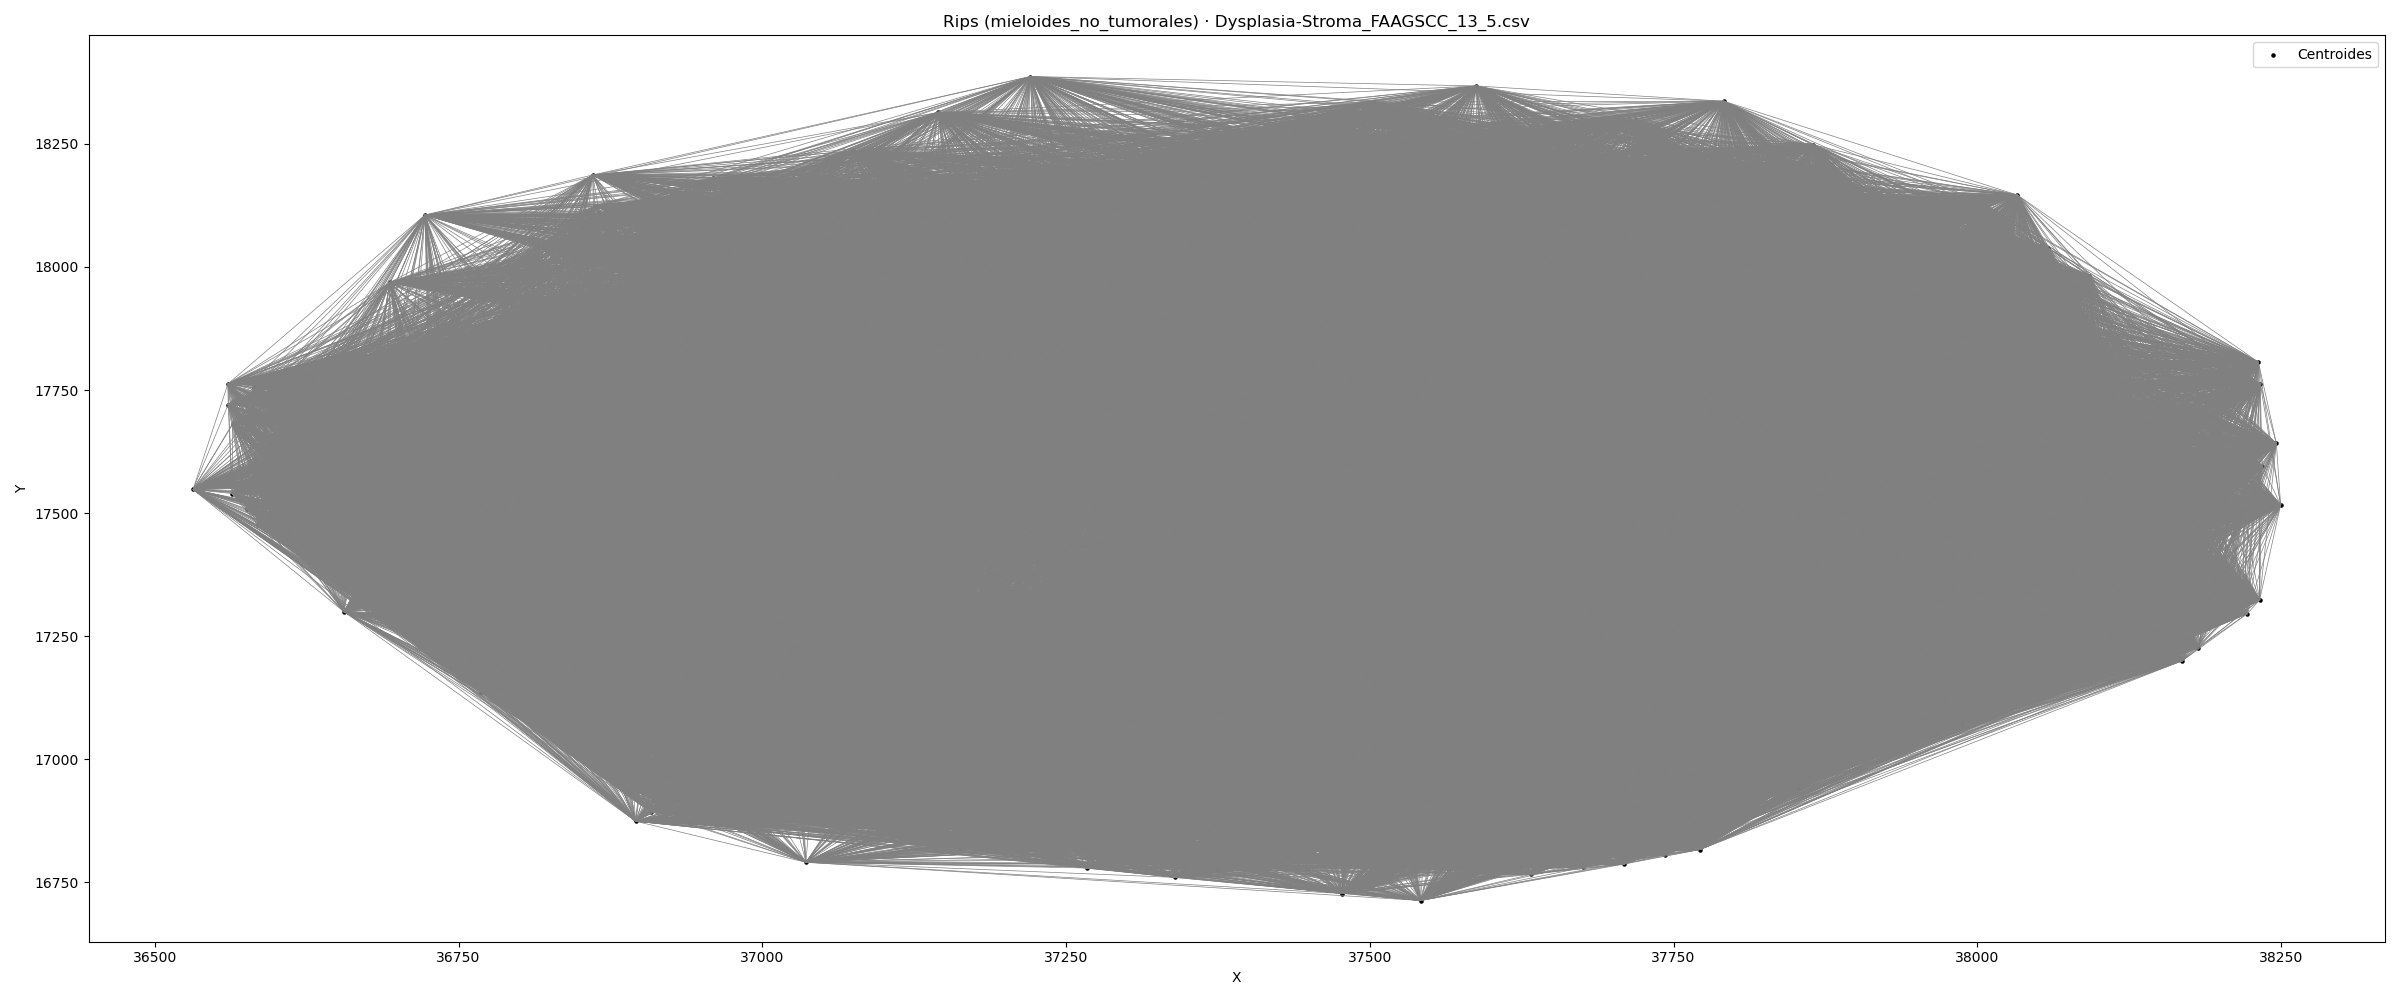 Rips (mieloides_no_tumorales) · Dysplasia-Stroma_FAAGSCC_13_5.csv
Centroides
18250
18000
17750
17500
17250
17000
16750
Y
36500 36750 37000 37250 37500 37750 38000 38250
X